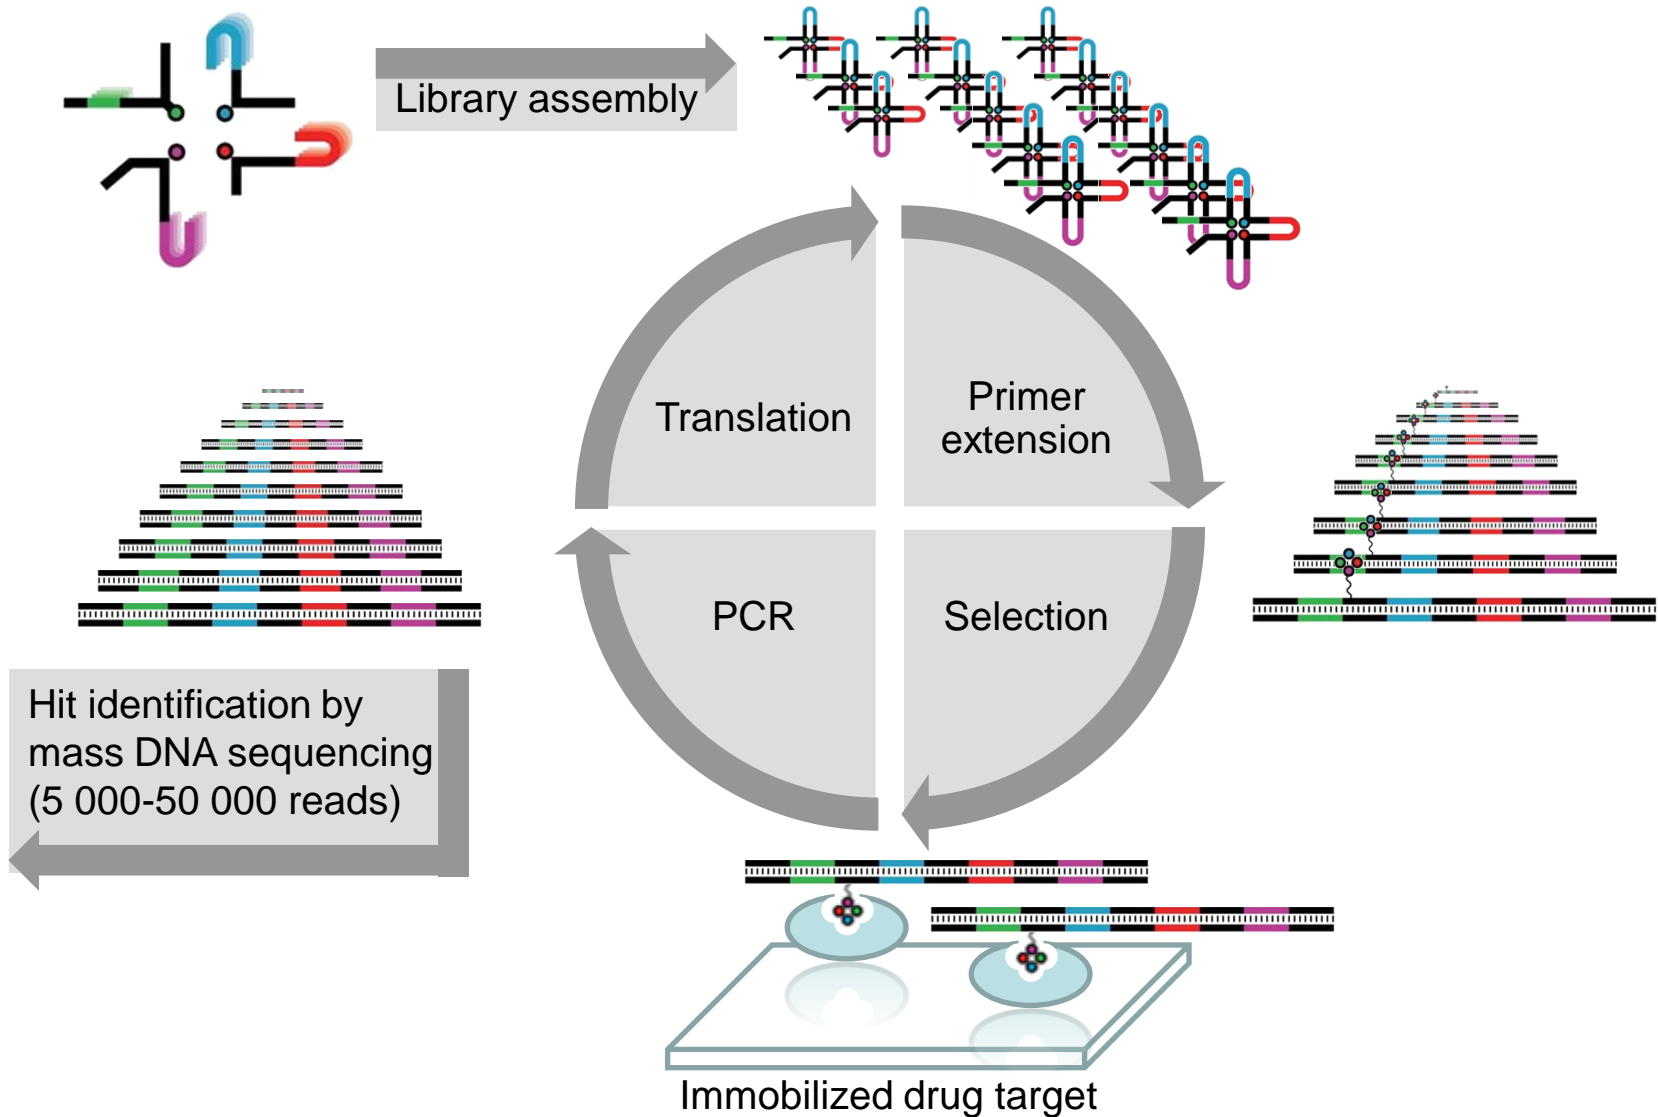 Library assembly
Translation
Primer
extension
PCR
Selection
Hit identification by
mass DNA sequencing
(5 000-50 000 reads)
Immobilized drug target